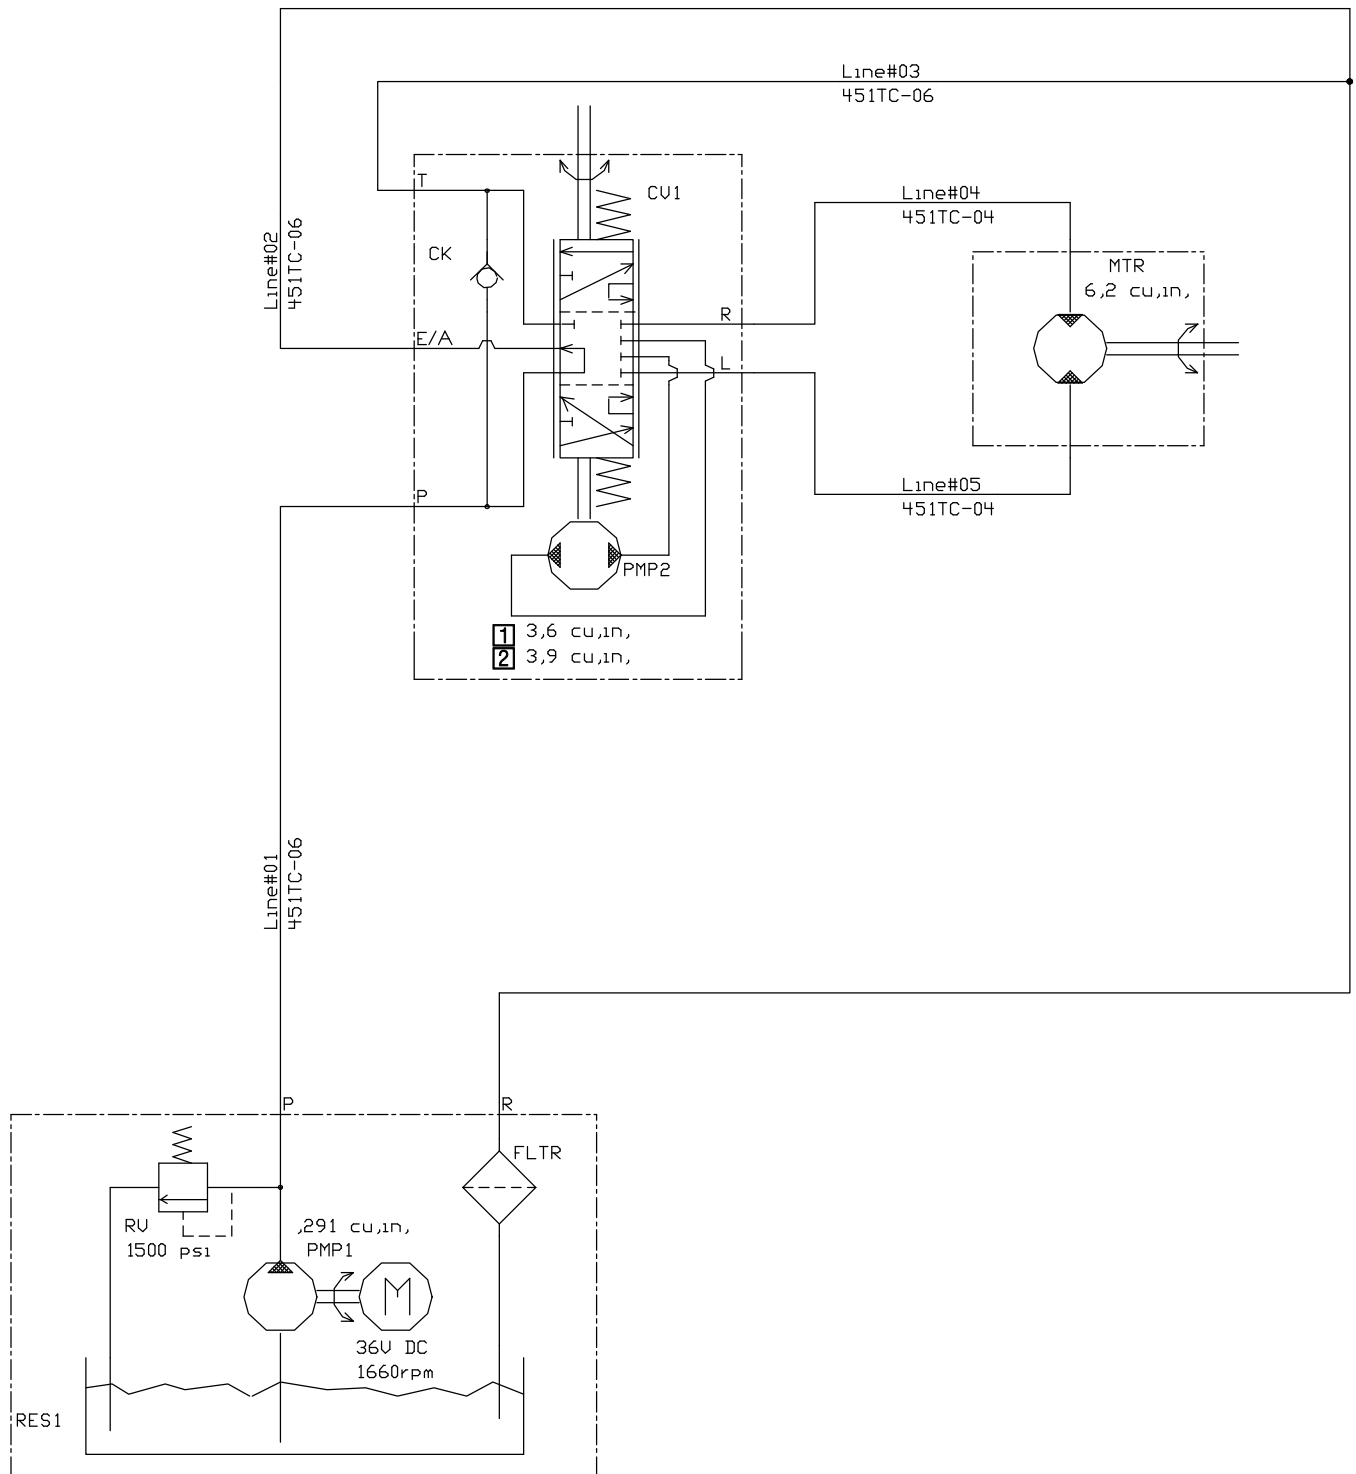 Line#03
451TC-06
T
CV1
CK
Line#02
451TC-06
Line#04
451TC-04
MTR
6,2 cu,in,
R
E/A
L
P
Line#05
451TC-04
PMP2
1 3,6 cu,in,
2 3,9 cu,in,
Line#01
451TC-06
P
R
FLTR
RV
1500 psi
,291 cu,in,
PMP1
M
36V DC
1660rpm
RES1